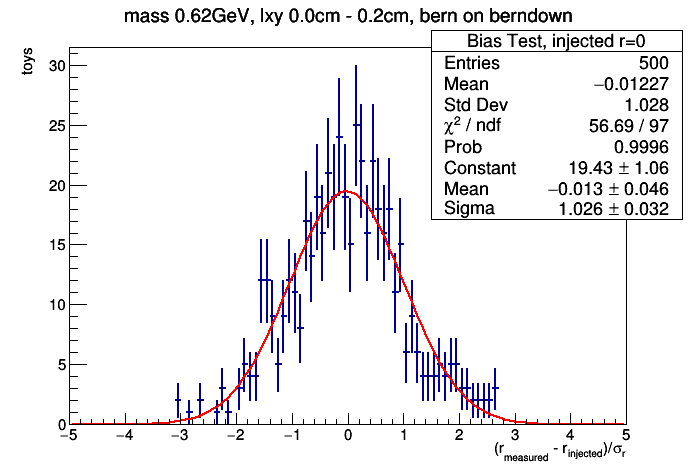 mass 0.62GeV, lxy 0.0cm - 0.2cm, bern on berndown
Bias Test, injected r=0
Entries 500
Mean −0.01227
Std Dev 1.028
χ² / ndf 56.69 / 97
Prob 0.9996
Constant 19.43 ± 1.06
Mean −0.013 ± 0.046
Sigma 1.026 ± 0.032
toys
30
25
20
15
10
5
0
−5 −4 −3 −2 −1 0 1 2 3 4 5
(r_measured - r_injected)/σ_r